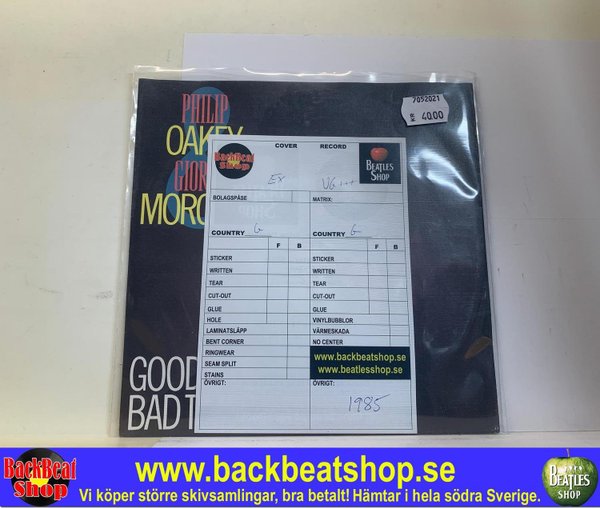 PHILIP
OAKEY
GIOR
MORO
GOOD
BAD T
7052021
KR 40.00
COVER RECORD
BackBeat Shop
BEATLES SHOP
EX VG+++
BOLAGSPÅSE MATRIX:
COUNTRY G COUNTRY G
F B F B
STICKER STICKER
WRITTEN WRITTEN
TEAR TEAR
CUT-OUT CUT-OUT
GLUE GLUE
HOLE VINYLBUBBLOR
LAMINATSLÄPP VÄRMESKADA
BENT CORNER NO CENTER
RINGWEAR
SEAM SPLIT
STAINS
www.backbeatshop.se
www.beatlesshop.se
ÖVRIGT: ÖVRIGT:
1985
BackBeat Shop
www.backbeatshop.se
Vi köper större skivsamlingar, bra betalt! Hämtar i hela södra Sverige.
BEATLES SHOP